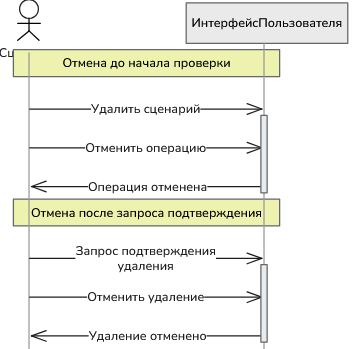 ИнтерфейсПользователя
Отмена до начала проверки
Удалить сценарий
Отменить операцию
Операция отменена
Отмена после запроса подтверждения
Запрос подтверждения
удаления
Отменить удаление
Удаление отменено